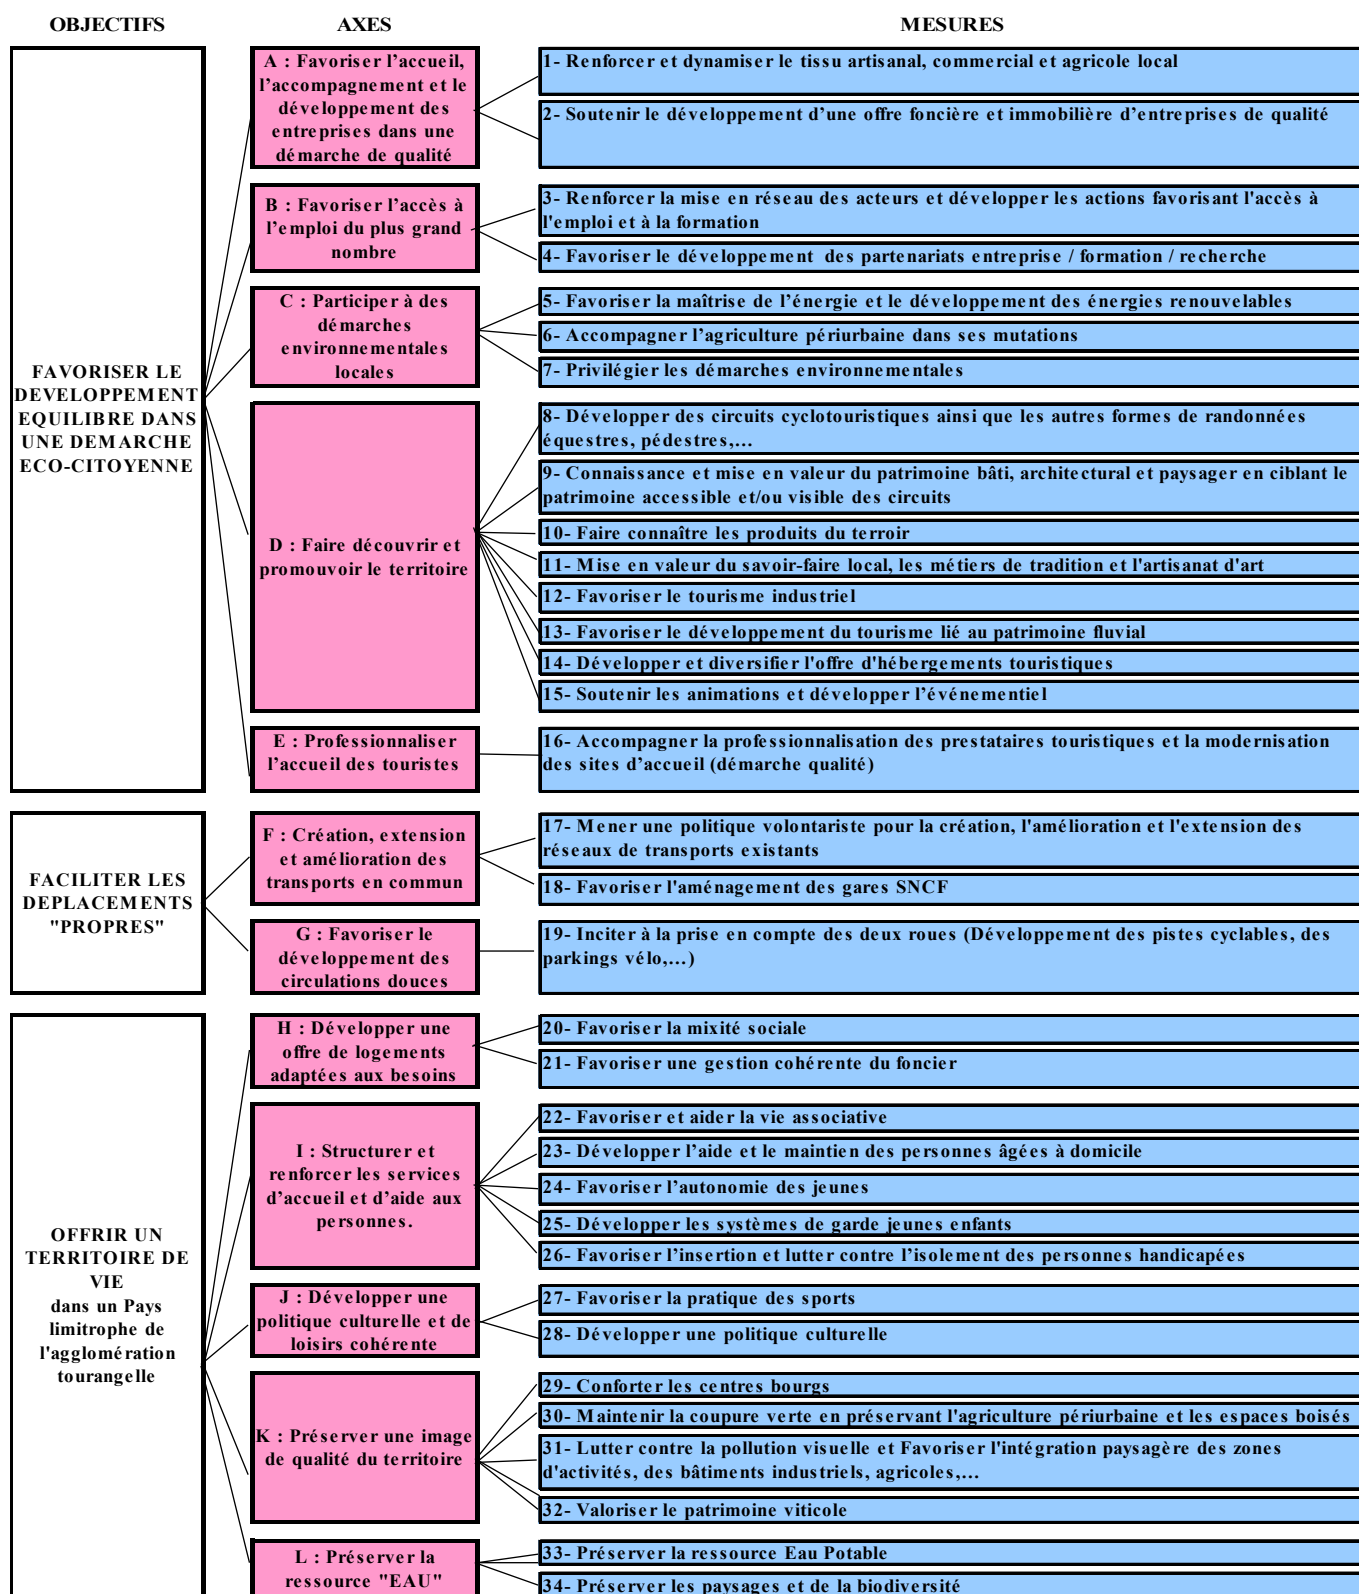 OBJECTIFS
AXES
MESURES
FAVORISER LE
DEVELOPPEMENT
EQUILIBRE DANS
UNE DEMARCHE
ECO-CITOYENNE
A : Favoriser l’accueil,
l’accompagnement et le
développement des
entreprises dans une
démarche de qualité
1- Renforcer et dynamiser le tissu artisanal, commercial et agricole local
2- Soutenir le développement d’une offre foncière et immobilière d’entreprises de qualité
B : Favoriser l’accès à
l’emploi du plus grand
nombre
3- Renforcer la mise en réseau des acteurs et développer les actions favorisant l'accès à
l'emploi et à la formation
4- Favoriser le développement des partenariats entreprise / formation / recherche
C : Participer à des
démarches
environnementales
locales
5- Favoriser la maîtrise de l’énergie et le développement des énergies renouvelables
6- Accompagner l’agriculture périurbaine dans ses mutations
7- Privilégier les démarches environnementales
D : Faire découvrir et
promouvoir le territoire
8- Développer des circuits cyclotouristiques ainsi que les autres formes de randonnées
équestres, pédestres,…
9- Connaissance et mise en valeur du patrimoine bâti, architectural et paysager en ciblant le
patrimoine accessible et/ou visible des circuits
10- Faire connaître les produits du terroir
11- Mise en valeur du savoir-faire local, les métiers de tradition et l'artisanat d'art
12- Favoriser le tourisme industriel
13- Favoriser le développement du tourisme lié au patrimoine fluvial
14- Développer et diversifier l'offre d'hébergements touristiques
15- Soutenir les animations et développer l’événementiel
E : Professionnaliser
l’accueil des touristes
16- Accompagner la professionnalisation des prestataires touristiques et la modernisation
des sites d’accueil (démarche qualité)
FACILITER LES
DEPLACEMENTS
"PROPRES"
F : Création, extension
et amélioration des
transports en commun
17- Mener une politique volontariste pour la création, l'amélioration et l'extension des
réseaux de transports existants
18- Favoriser l'aménagement des gares SNCF
G : Favoriser le
développement des
circulations douces
19- Inciter à la prise en compte des deux roues (Développement des pistes cyclables, des
parkings vélo,…)
OFFRIR UN
TERRITOIRE DE
VIE
dans un Pays
limitrophe de
l'agglomération
tourangelle
H : Développer une
offre de logements
adaptées aux besoins
20- Favoriser la mixité sociale
21- Favoriser une gestion cohérente du foncier
I : Structurer et
renforcer les services
d’accueil et d’aide aux
personnes.
22- Favoriser et aider la vie associative
23- Développer l’aide et le maintien des personnes âgées à domicile
24- Favoriser l’autonomie des jeunes
25- Développer les systèmes de garde jeunes enfants
26- Favoriser l’insertion et lutter contre l’isolement des personnes handicapées
J : Développer une
politique culturelle et de
loisirs cohérente
27- Favoriser la pratique des sports
28- Développer une politique culturelle
K : Préserver une image
de qualité du territoire
29- Conforter les centres bourgs
30- Maintenir la coupure verte en préservant l'agriculture périurbaine et les espaces boisés
31- Lutter contre la pollution visuelle et Favoriser l'intégration paysagère des zones
d'activités, des bâtiments industriels, agricoles,…
32- Valoriser le patrimoine viticole
L : Préserver la
ressource "EAU"
33- Préserver la ressource Eau Potable
34- Préserver les paysages et de la biodiversité